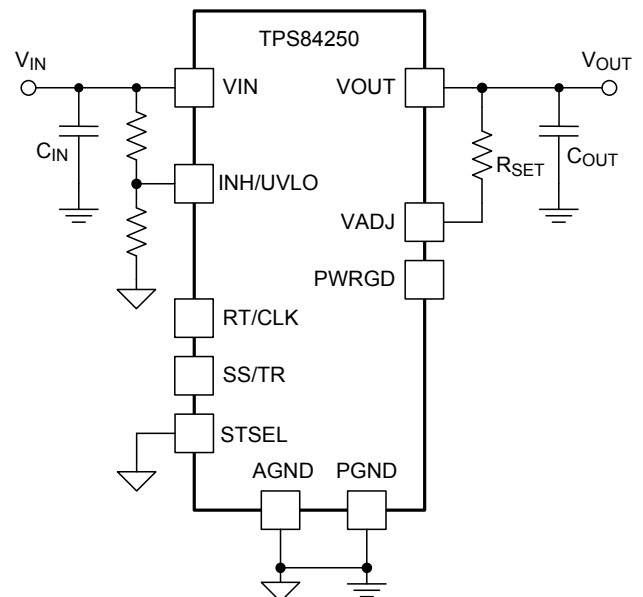 TPS84250
VIN
VIN
VOUT
VOUT
CIN
INH/UVLO
RSET
COUT
VADJ
PWRGD
RT/CLK
SS/TR
STSEL
AGND
PGND